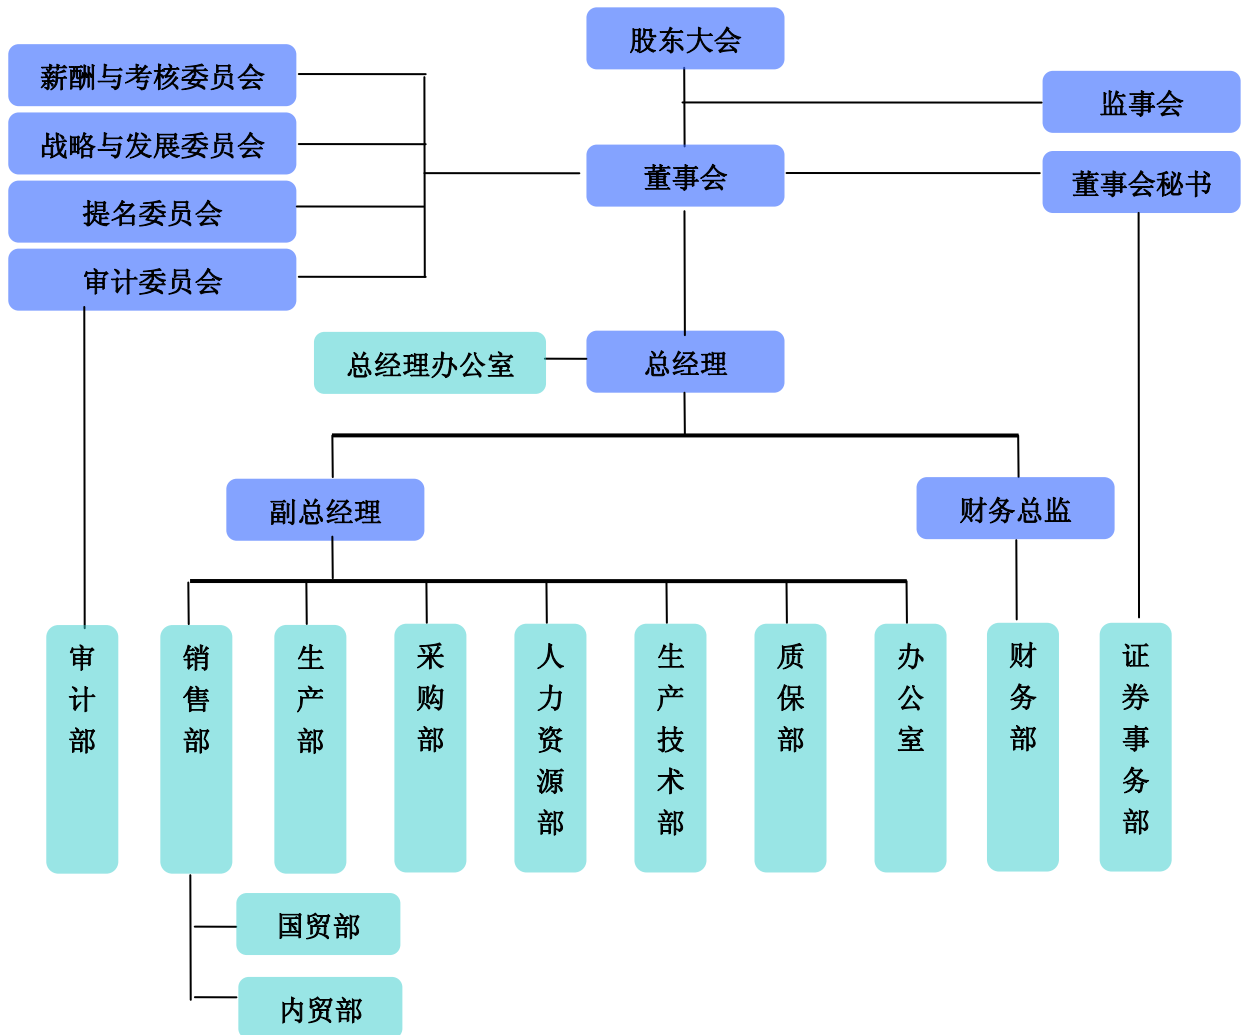 股东大会
薪酬与考核委员会
监事会
战略与发展委员会
董事会
董事会秘书
提名委员会
审计委员会
总经理办公室
总经理
副总经理
财务总监
审计部
销售部
生产部
采购部
人力资源部
生产技术部
质保部
办公室
财务部
证券事务部
国贸部
内贸部